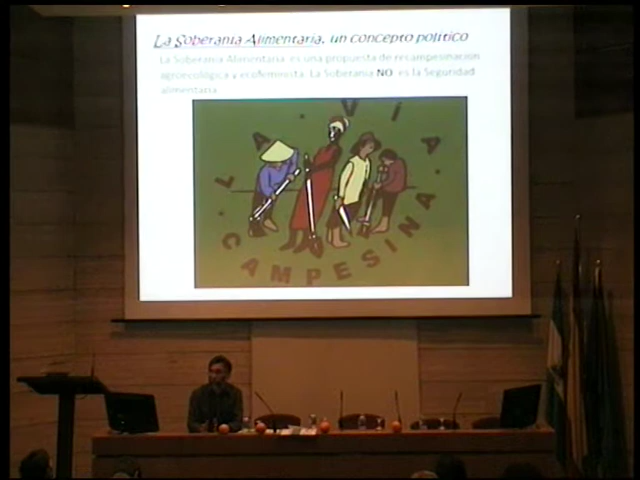 La Soberanía Alimentaria, un concepto político
La Soberanía Alimentaria es una propuesta de recampesinación
agroecológica y ecofeminista. La Soberanía NO es la Seguridad
alimentaria
LA VÍA
CAMPESINA